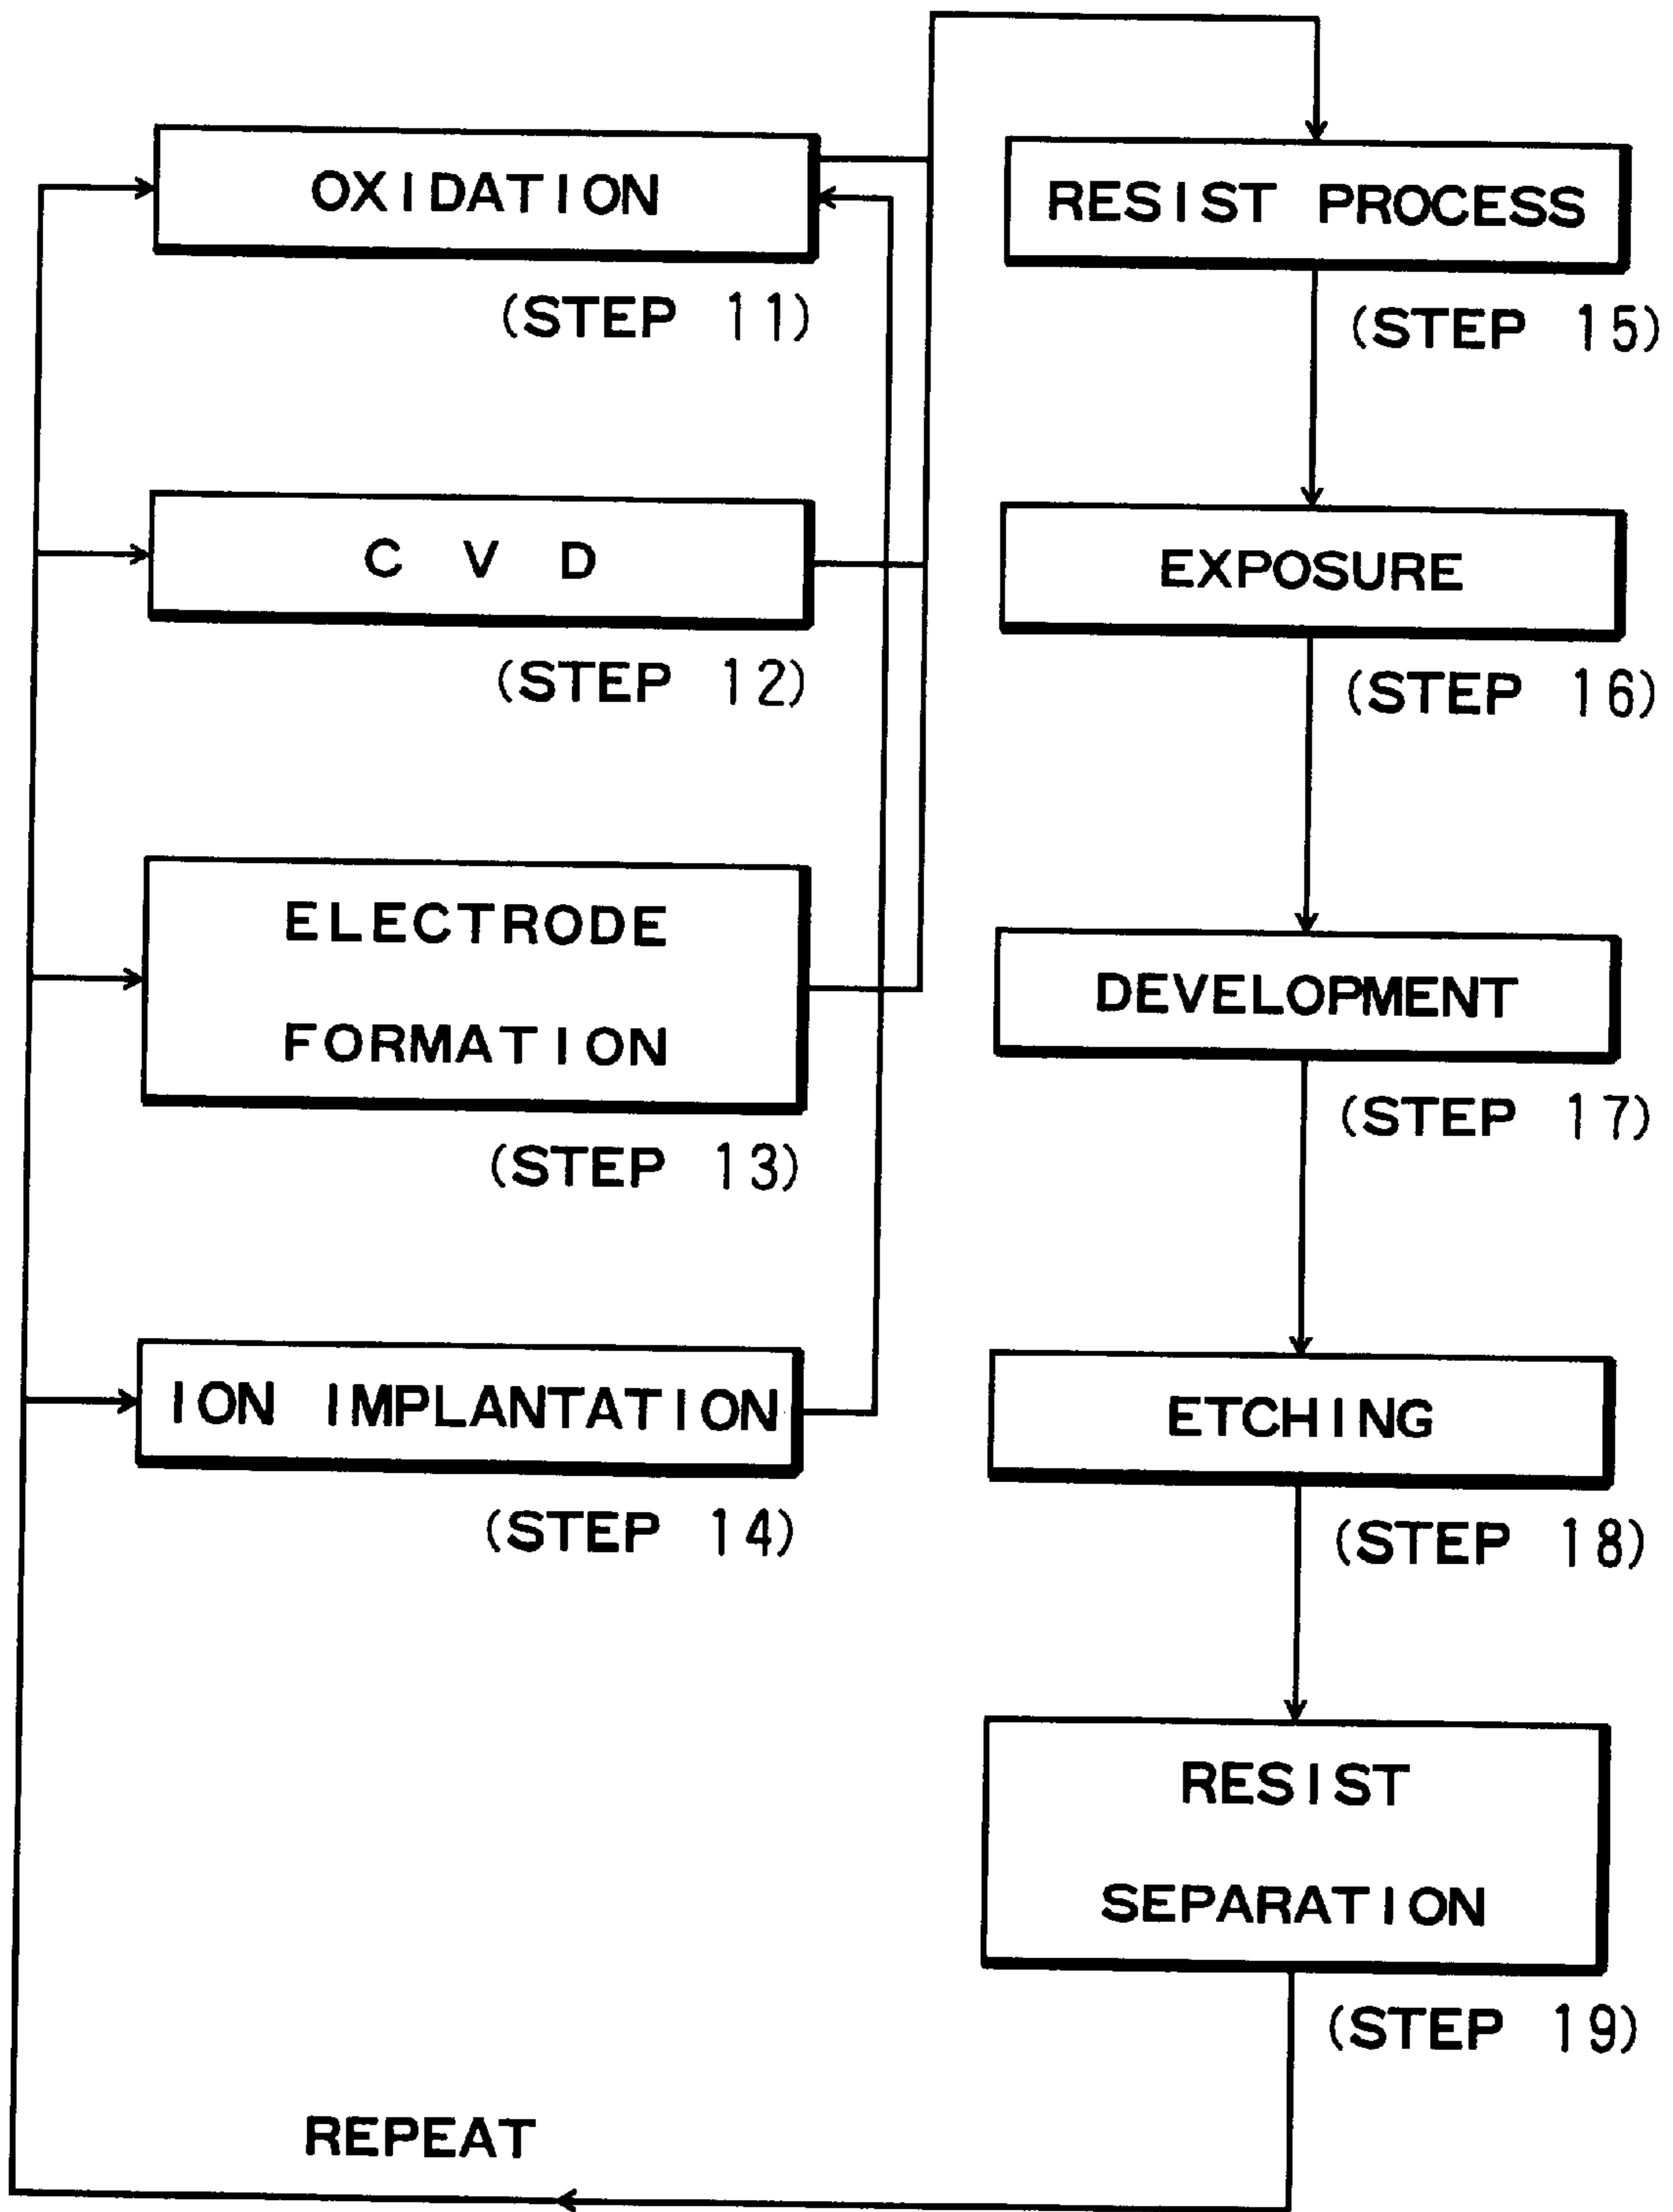 OXIDATION
(STEP 11)
CVD
(STEP 12)
ELECTRODE
FORMATION
(STEP 13)
ION IMPLANTATION
(STEP 14)
RESIST PROCESS
(STEP 15)
EXPOSURE
(STEP 16)
DEVELOPMENT
(STEP 17)
ETCHING
(STEP 18)
RESIST
SEPARATION
(STEP 19)
REPEAT